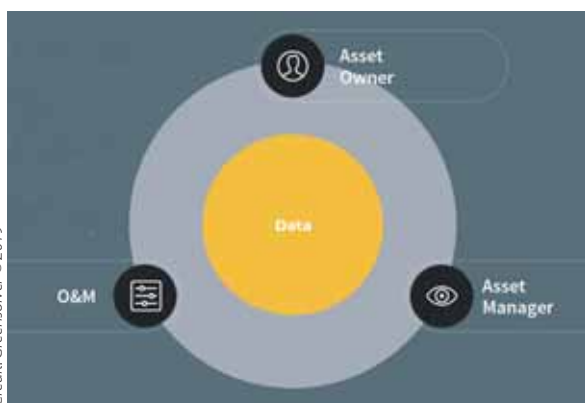 Asset
Owner
Data
O&M
Asset
Manager